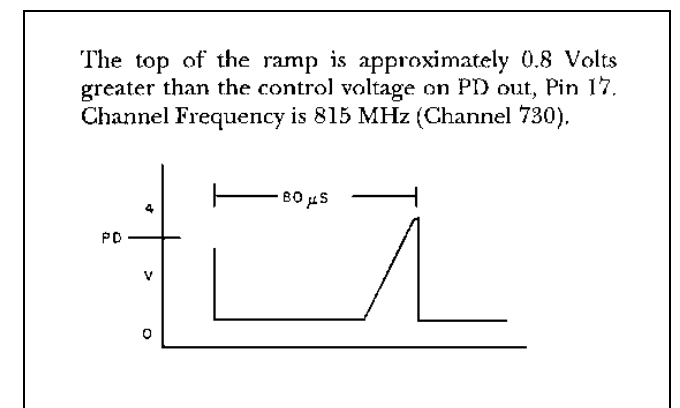 The top of the ramp is approximately 0.8 Volts
greater than the control voltage on PD out, Pin 17.
Channel Frequency is 815 MHz (Channel 730).
80 μS
4
PD
V
0